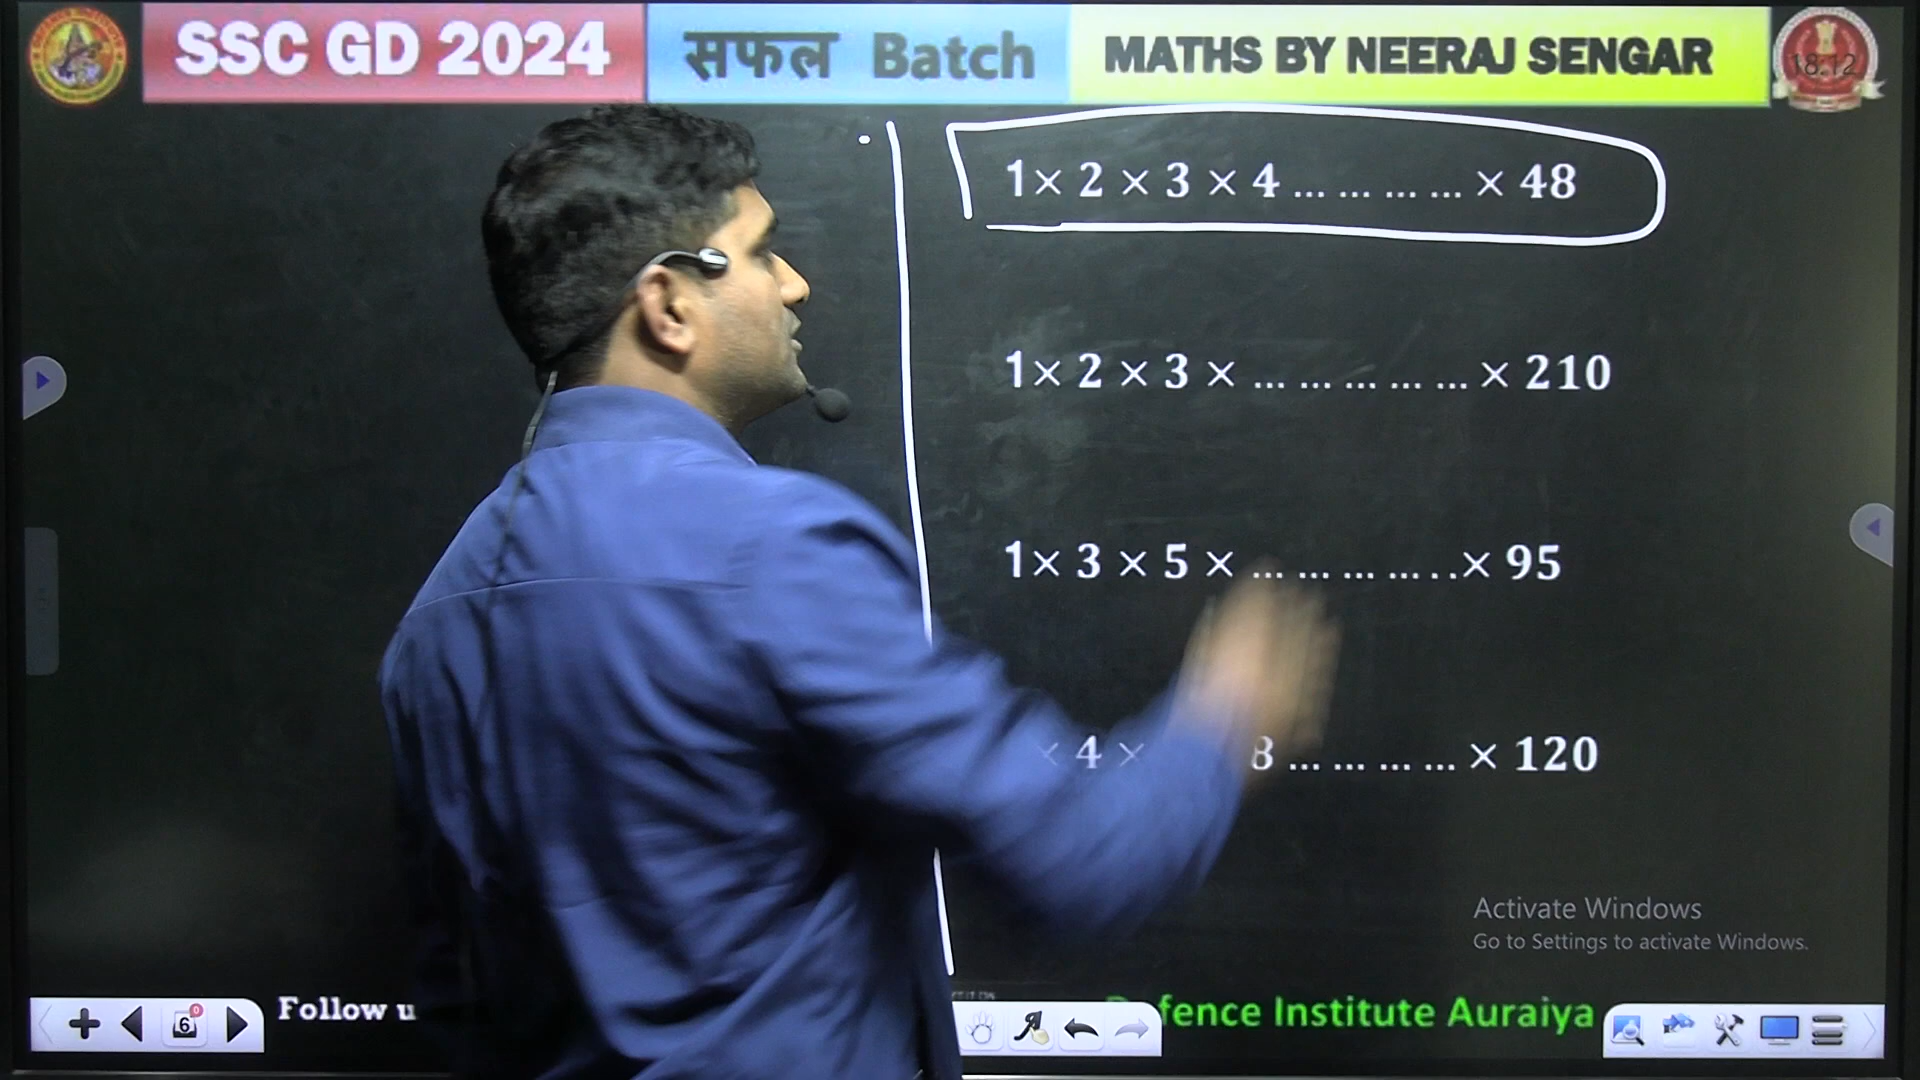 SSC GD 2024
सफल Batch
MATHS BY NEERAJ SENGAR
18:12
1× 2 × 3 × 4 ... ... ... ... × 48
1× 2 × 3 × ... ... ... ... ... × 210
1× 3 × 5 × ... ... ... ... . .× 95
× 4 × 8 ... ... ... ... × 120
Activate Windows
Go to Settings to activate Windows.
Follow u
fence Institute Auraiya
6
0